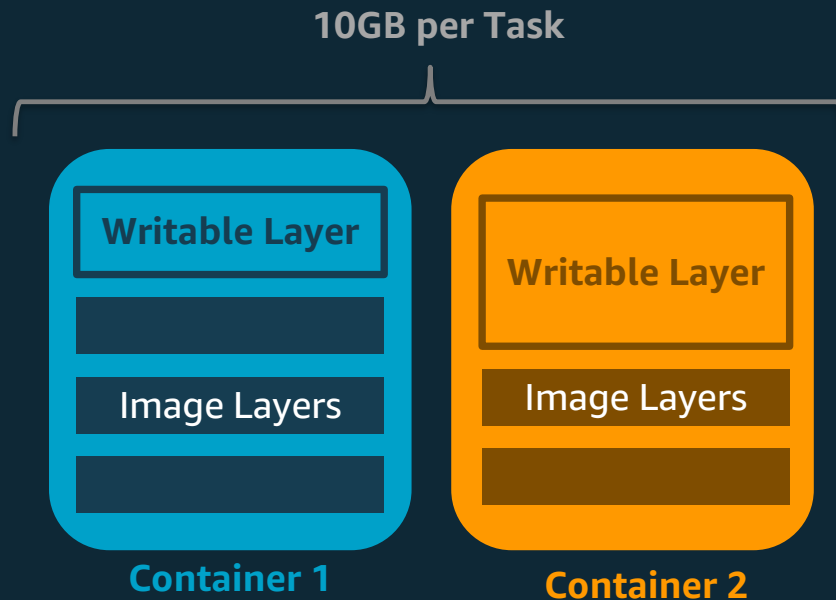 10GB per Task
Writable Layer
Image Layers
Container 1
Writable Layer
Image Layers
Container 2